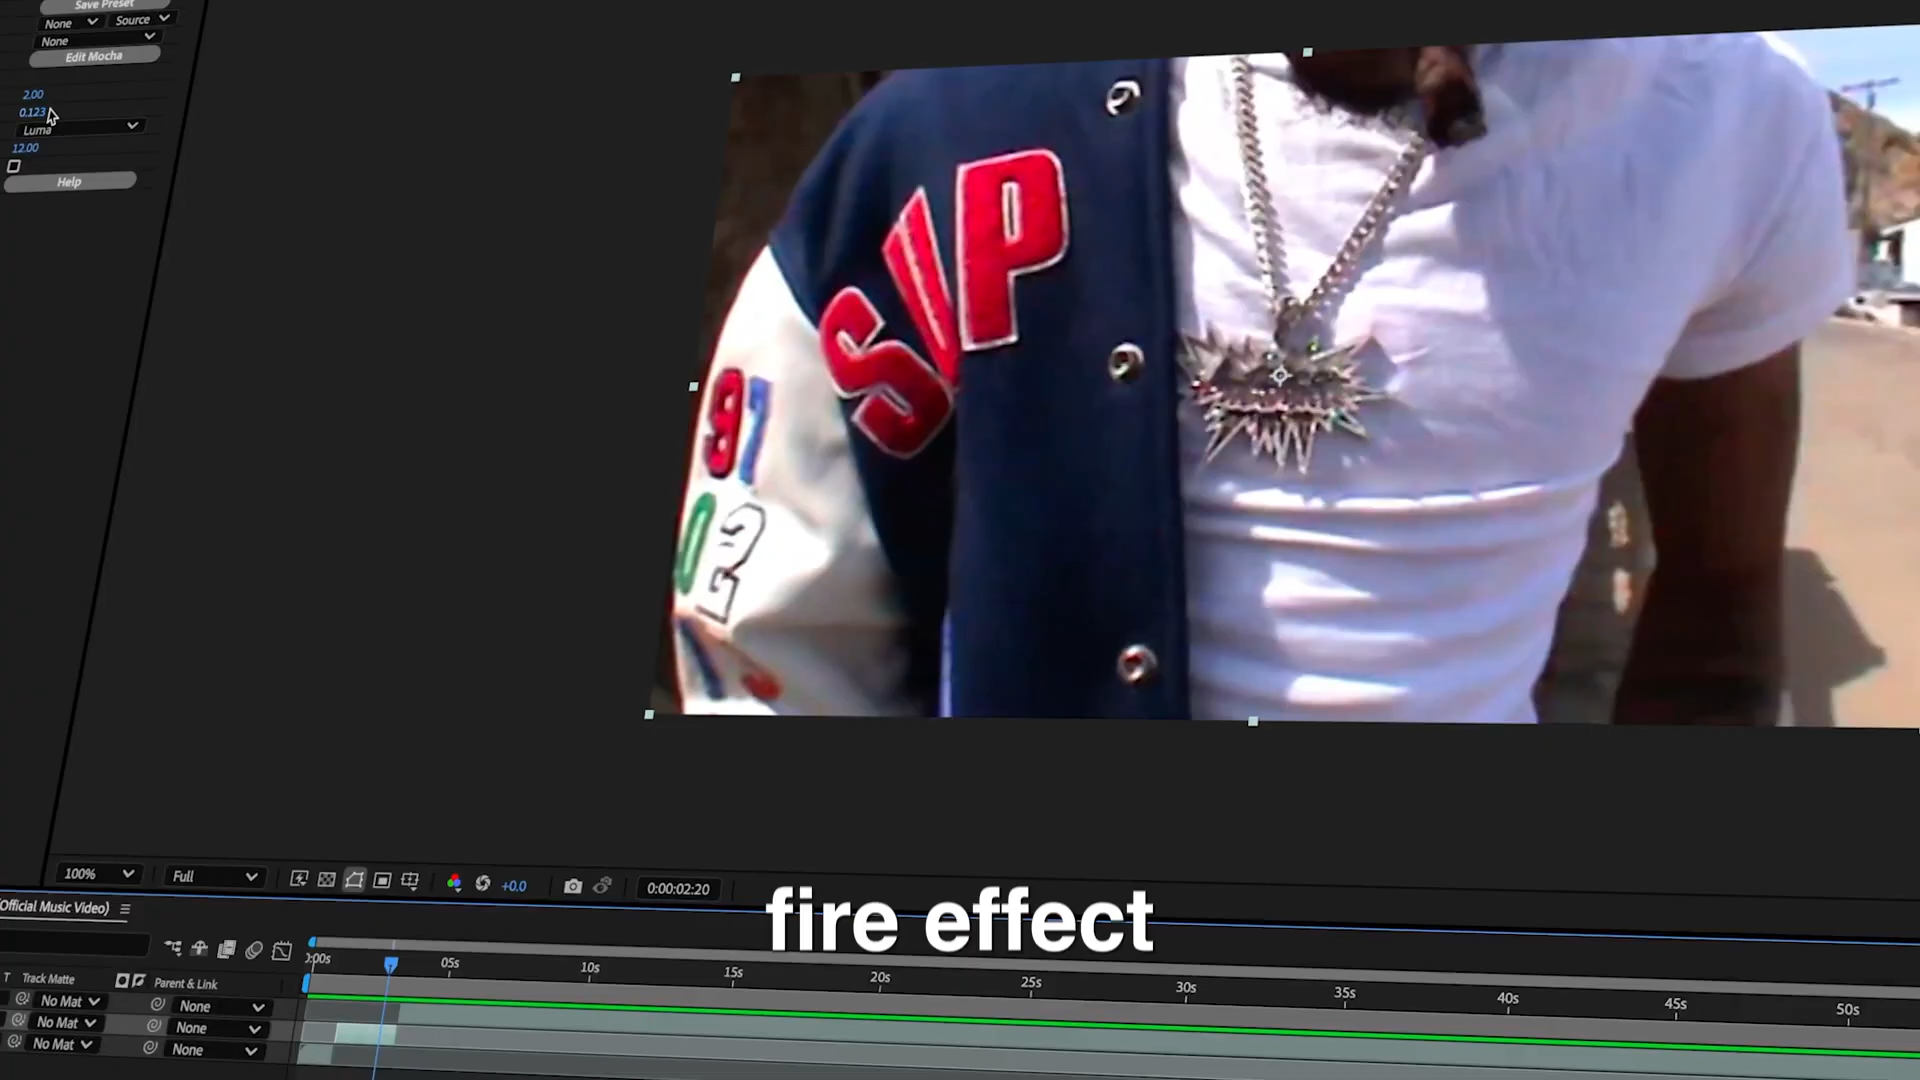 Save Preset
None Source
None
Edit Mocha
2.00
0.123
Luma
12.00
Help
SVP
97
02
100% Full +0.0 0:00:02:20
fire effect
Official Music Video)
0:00s 05s 10s 15s 20s 25s 30s 35s 40s 45s 50s
T Track Matte Parent & Link
No Mat None
No Mat None
No Mat None